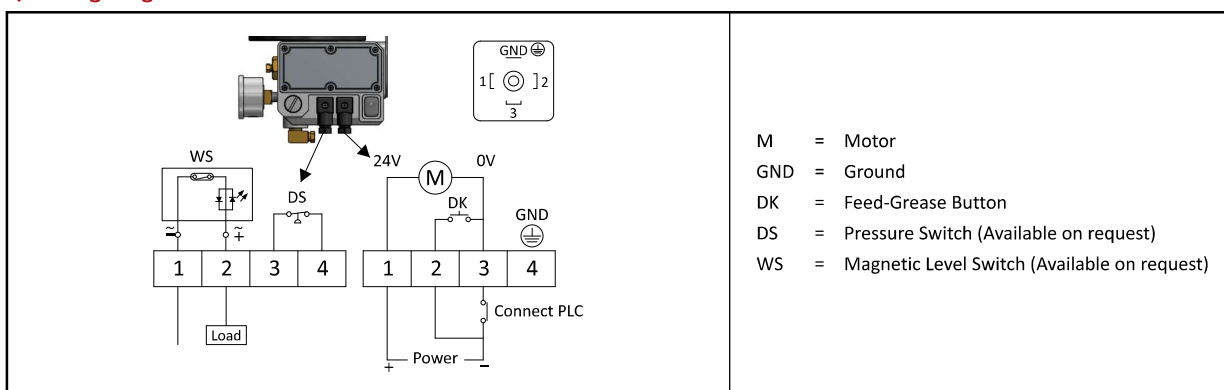 GND
1 2
3
WS
24V
0V
M
DS
DK
GND
~
~
+
1 2 3 4
1 2 3 4
Connect PLC
Load
+ Power −
M = Motor
GND = Ground
DK = Feed-Grease Button
DS = Pressure Switch (Available on request)
WS = Magnetic Level Switch (Available on request)